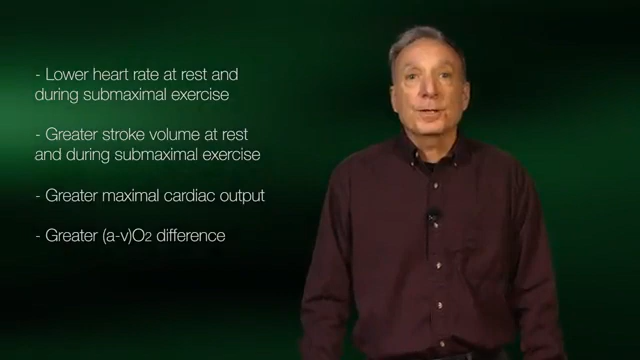 - Lower heart rate at rest and
during submaximal exercise
- Greater stroke volume at rest
and during submaximal exercise
- Greater maximal cardiac output
- Greater (a-v)O2 difference